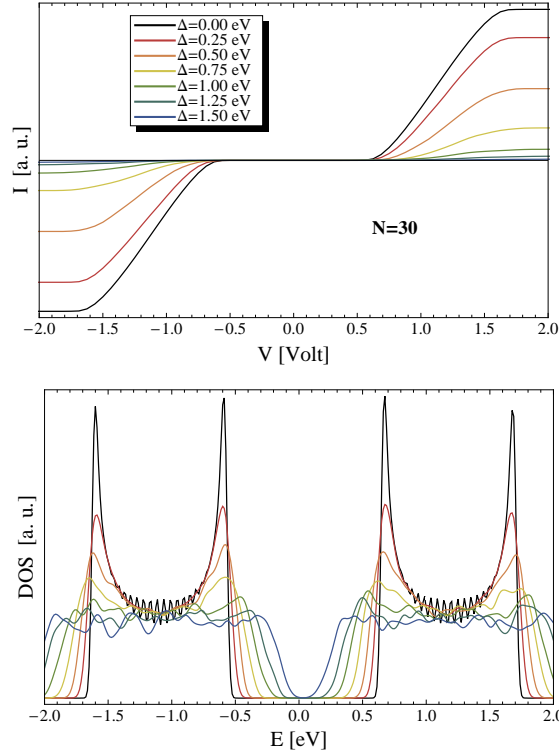 Δ=0.00 eV
Δ=0.25 eV
Δ=0.50 eV
Δ=0.75 eV
Δ=1.00 eV
Δ=1.25 eV
Δ=1.50 eV
I [a. u.]
N=30
−2.0 −1.5 −1.0 −0.5 0.0 0.5 1.0 1.5 2.0
V [Volt]
DOS [a. u.]
−2.0 −1.5 −1.0 −0.5 0.0 0.5 1.0 1.5 2.0
E [eV]